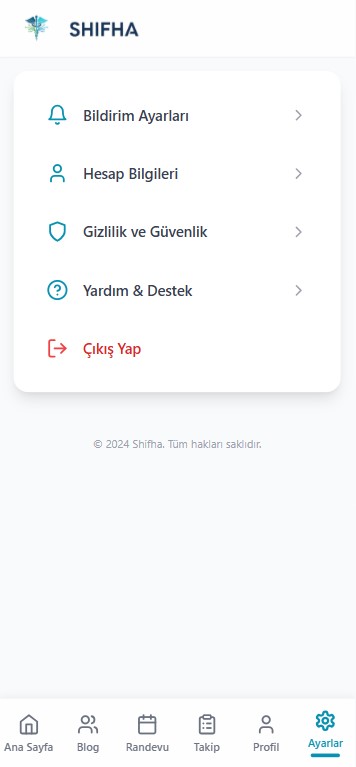 SHIFHA
Bildirim Ayarları
Hesap Bilgileri
Gizlilik ve Güvenlik
Yardım & Destek
Çıkış Yap
© 2024 Shifha. Tüm hakları saklıdır.
Ana Sayfa
Blog
Randevu
Takip
Profil
Ayarlar